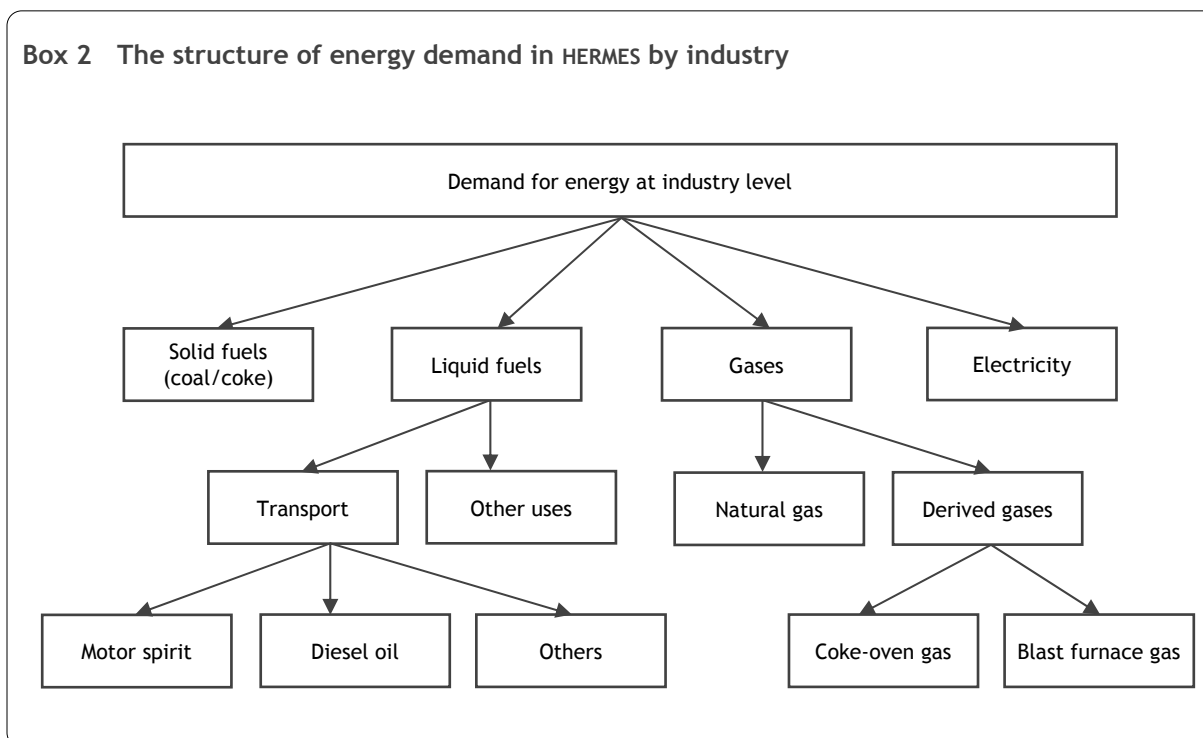 Box 2 The structure of energy demand in HERMES by industry
Demand for energy at industry level
Solid fuels
(coal/coke)
Liquid fuels
Gases
Electricity
Transport
Other uses
Natural gas
Derived gases
Motor spirit
Diesel oil
Others
Coke-oven gas
Blast furnace gas